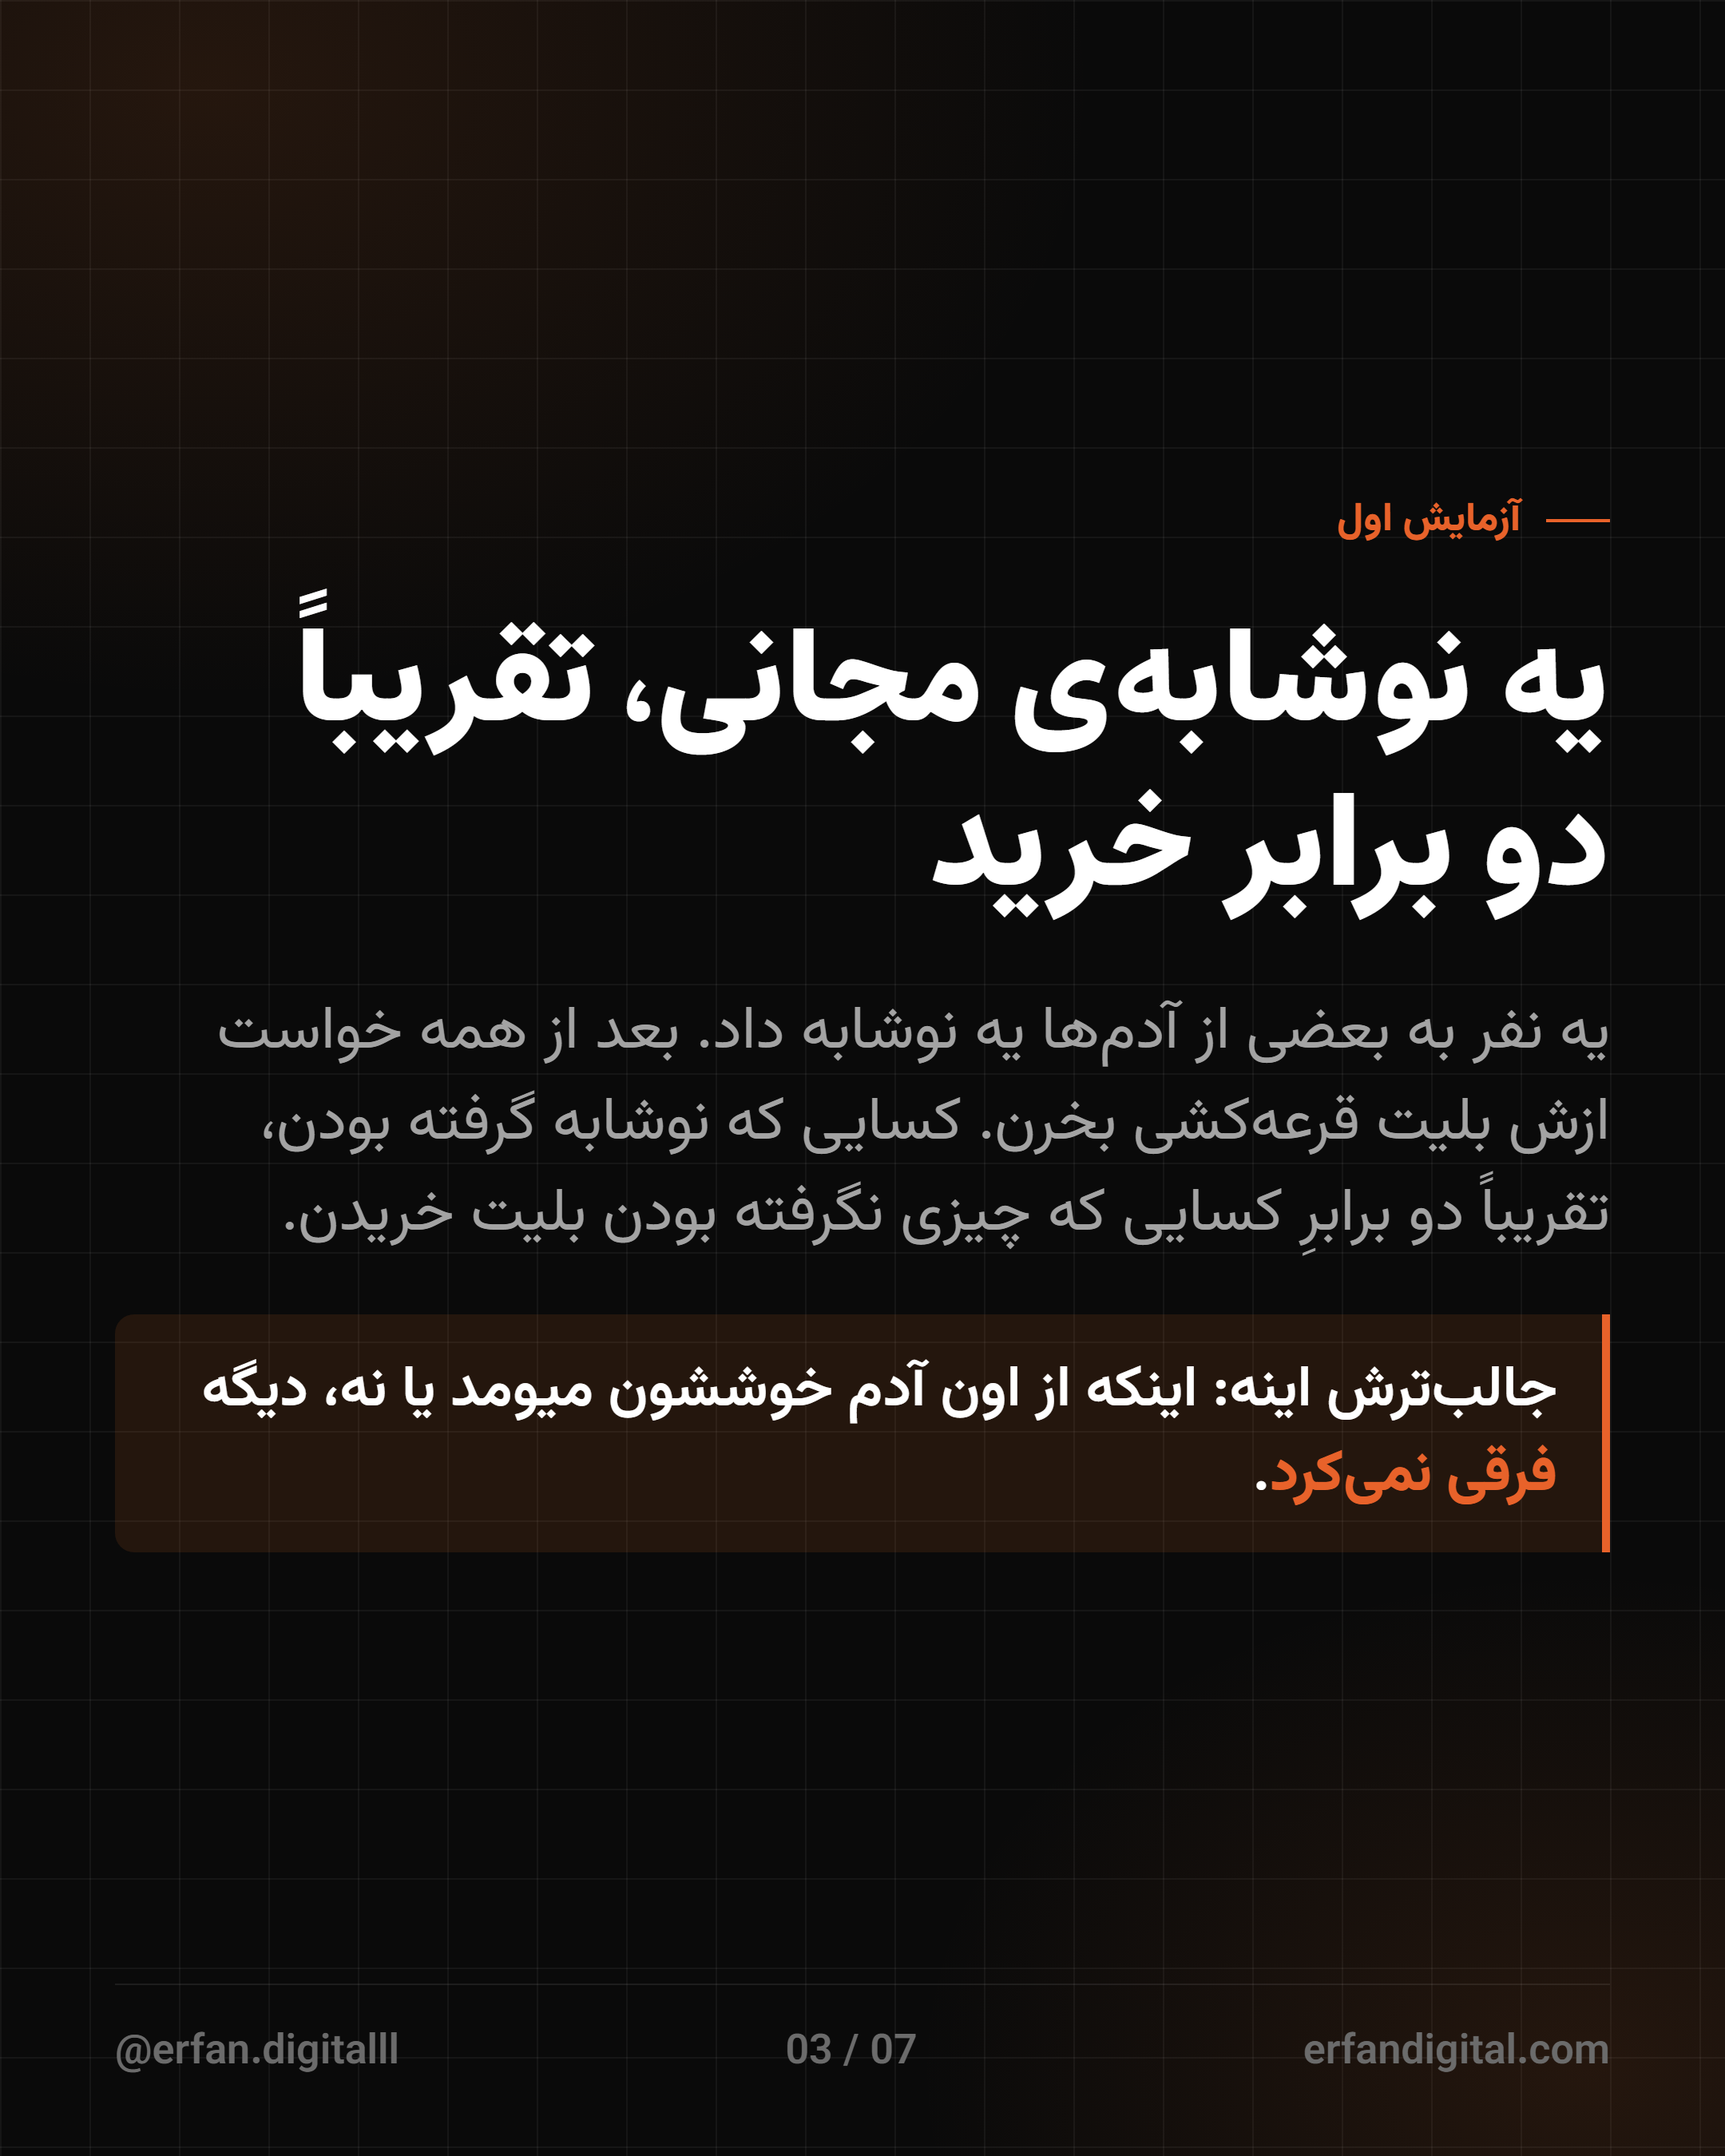 آزمایش اول
یه نوشابه‌ی مجانی، تقریباً
دو برابر خرید
یه نفر به بعضی از آدم‌ها یه نوشابه داد. بعد از همه خواست
ازش بلیت قرعه‌کشی بخرن. کسایی که نوشابه گرفته بودن،
تقریباً دو برابرِ کسایی که چیزی نگرفته بودن بلیت خریدن.
جالب‌ترش اینه: اینکه از اون آدم خوششون میومد یا نه، دیگه
فرقی نمی‌کرد.
@erfan.digitalll
03 / 07
erfandigital.com